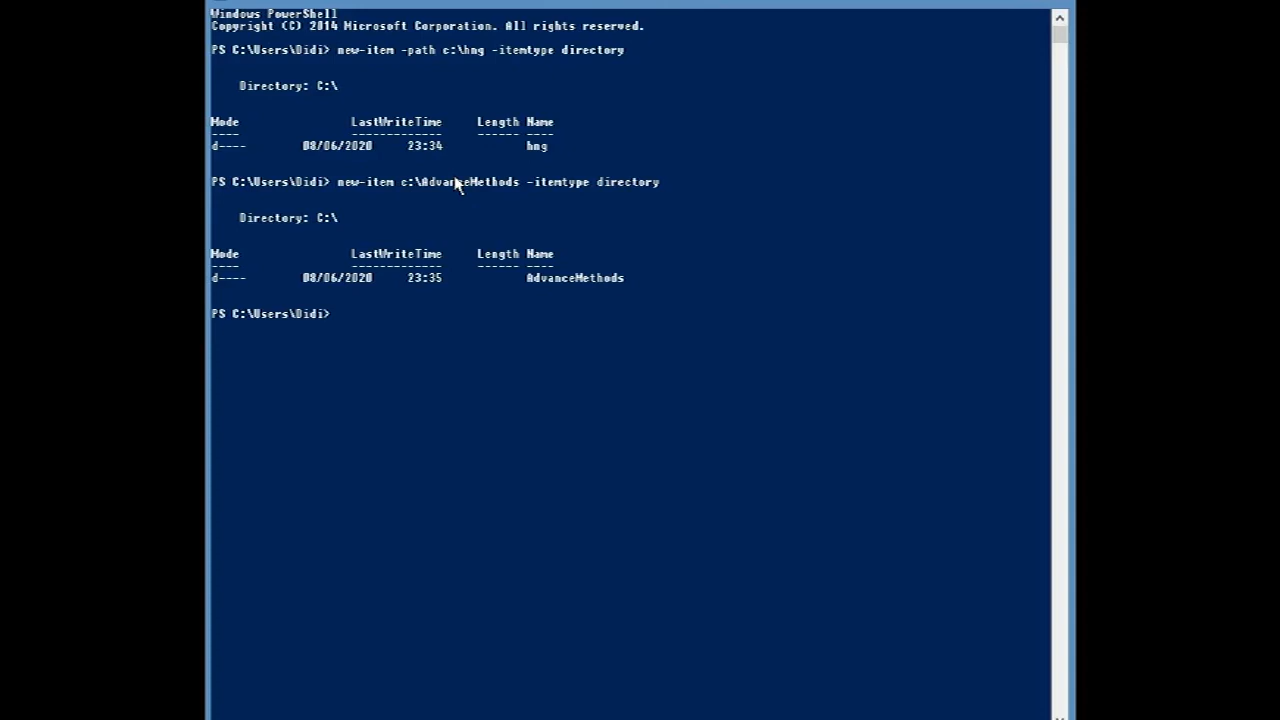 Windows PowerShell
Copyright (C) 2014 Microsoft Corporation. All rights reserved.
PS C:\Users\Didi> new-item -path c:\hng -itemtype directory
Directory: C:\
Mode LastWriteTime Length Name
---- ------------- ------ ----
d---- 08/06/2020 23:34 hng
PS C:\Users\Didi> new-item c:\AdvanceMethods -itemtype directory
Directory: C:\
Mode LastWriteTime Length Name
---- ------------- ------ ----
d---- 08/06/2020 23:35 AdvanceMethods
PS C:\Users\Didi>